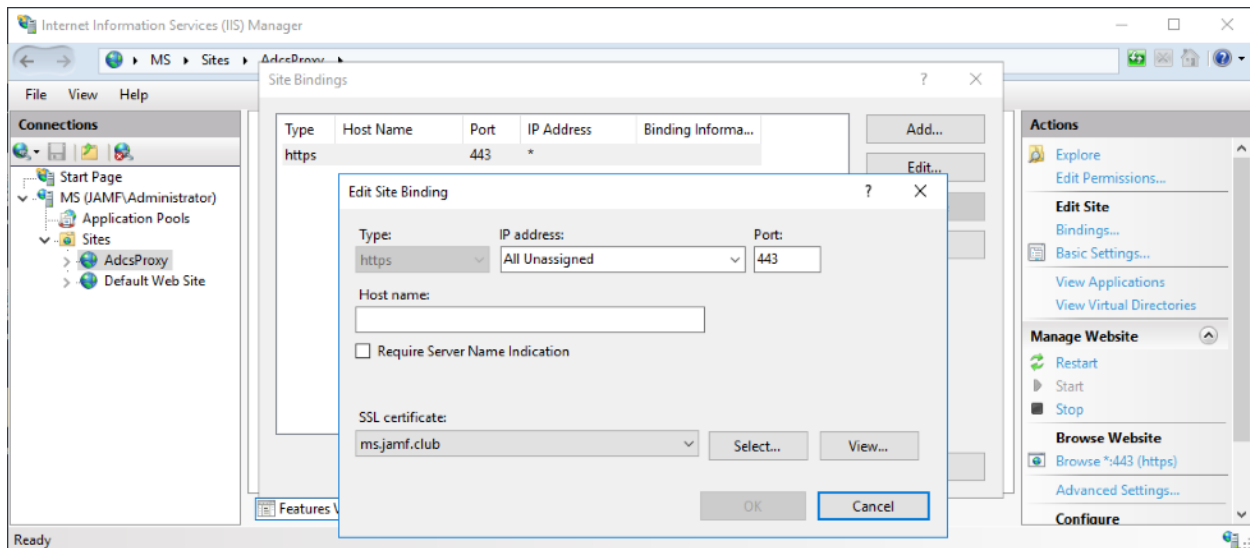 Internet Information Services (IIS) Manager
MS Sites AdcsProxy
File View Help
Connections
Start Page
MS (JAMF\Administrator)
Application Pools
Sites
AdcsProxy
Default Web Site
Site Bindings
?
Type Host Name Port IP Address Binding Informa...
https 443 *
Add...
Edit...
Edit Site Binding
?
Type: IP address: Port:
https All Unassigned 443
Host name:
Require Server Name Indication
SSL certificate:
ms.jamf.club Select... View...
OK Cancel
Features V
Actions
Explore
Edit Permissions...
Edit Site
Bindings...
Basic Settings...
View Applications
View Virtual Directories
Manage Website
Restart
Start
Stop
Browse Website
Browse *:443 (https)
Advanced Settings...
Configure
Ready